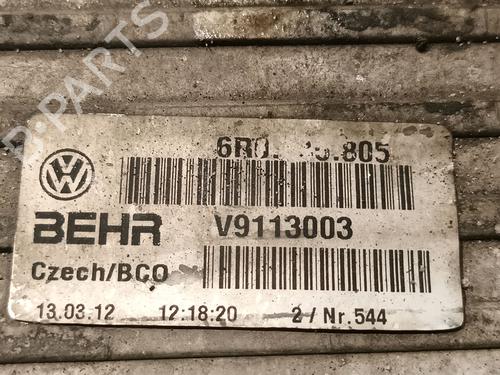 B-PARTS
6R0. .805
BEHR
V9113003
Czech/BCO
13.03.12 12:18:20 2 / Nr.544